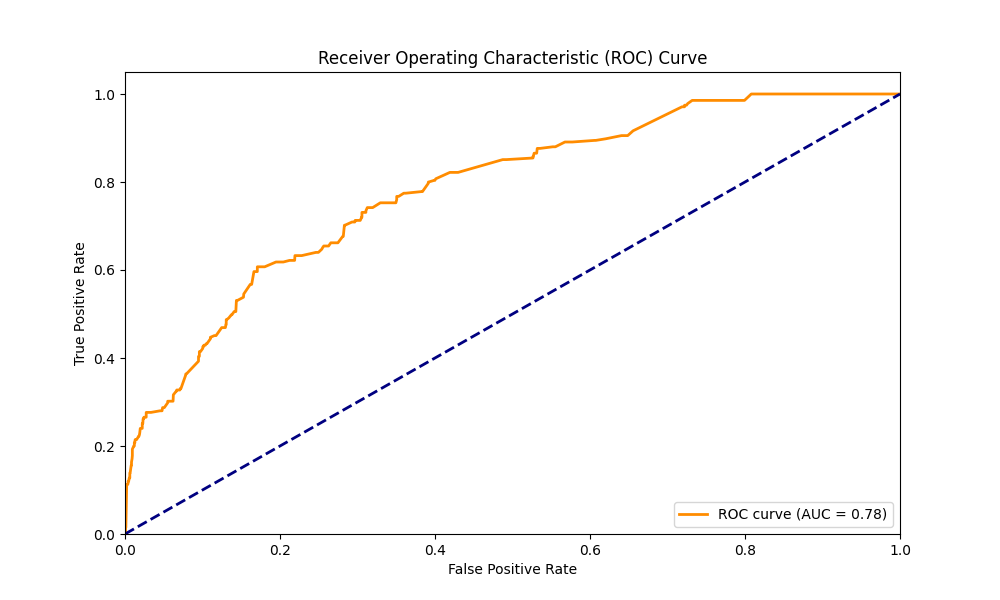 Receiver Operating Characteristic (ROC) Curve
True Positive Rate
1.0
0.8
0.6
0.4
0.2
0.0
ROC curve (AUC = 0.78)
0.0 0.2 0.4 0.6 0.8 1.0
False Positive Rate